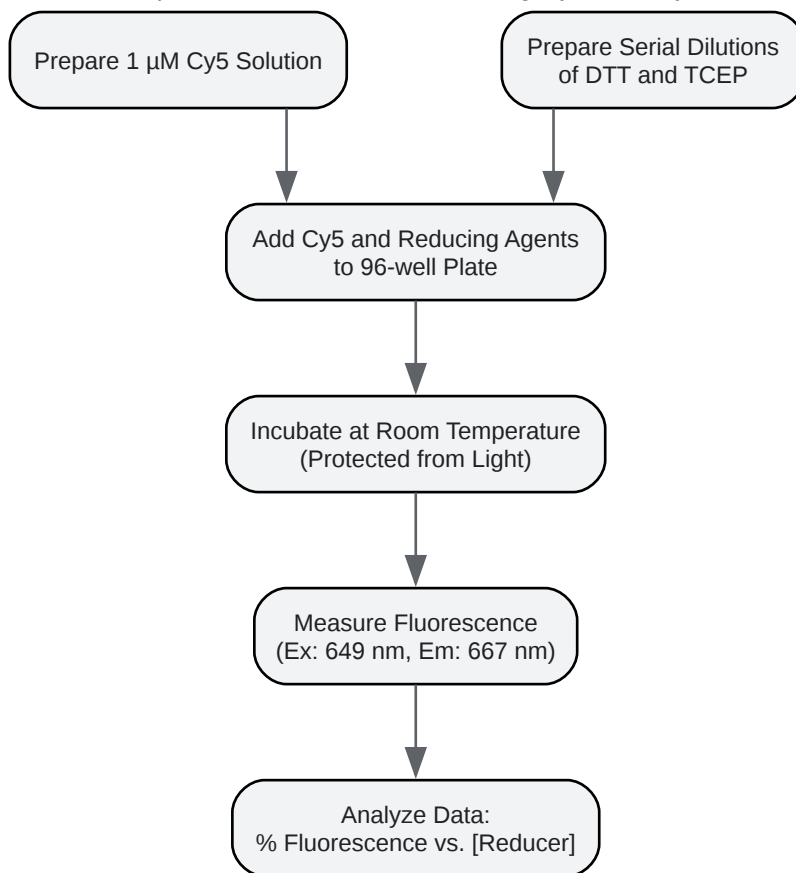 Prepare 1 µM Cy5 Solution
Prepare Serial Dilutions
of DTT and TCEP
Add Cy5 and Reducing Agents
to 96-well Plate
Incubate at Room Temperature
(Protected from Light)
Measure Fluorescence
(Ex: 649 nm, Em: 667 nm)
Analyze Data:
% Fluorescence vs. [Reducer]